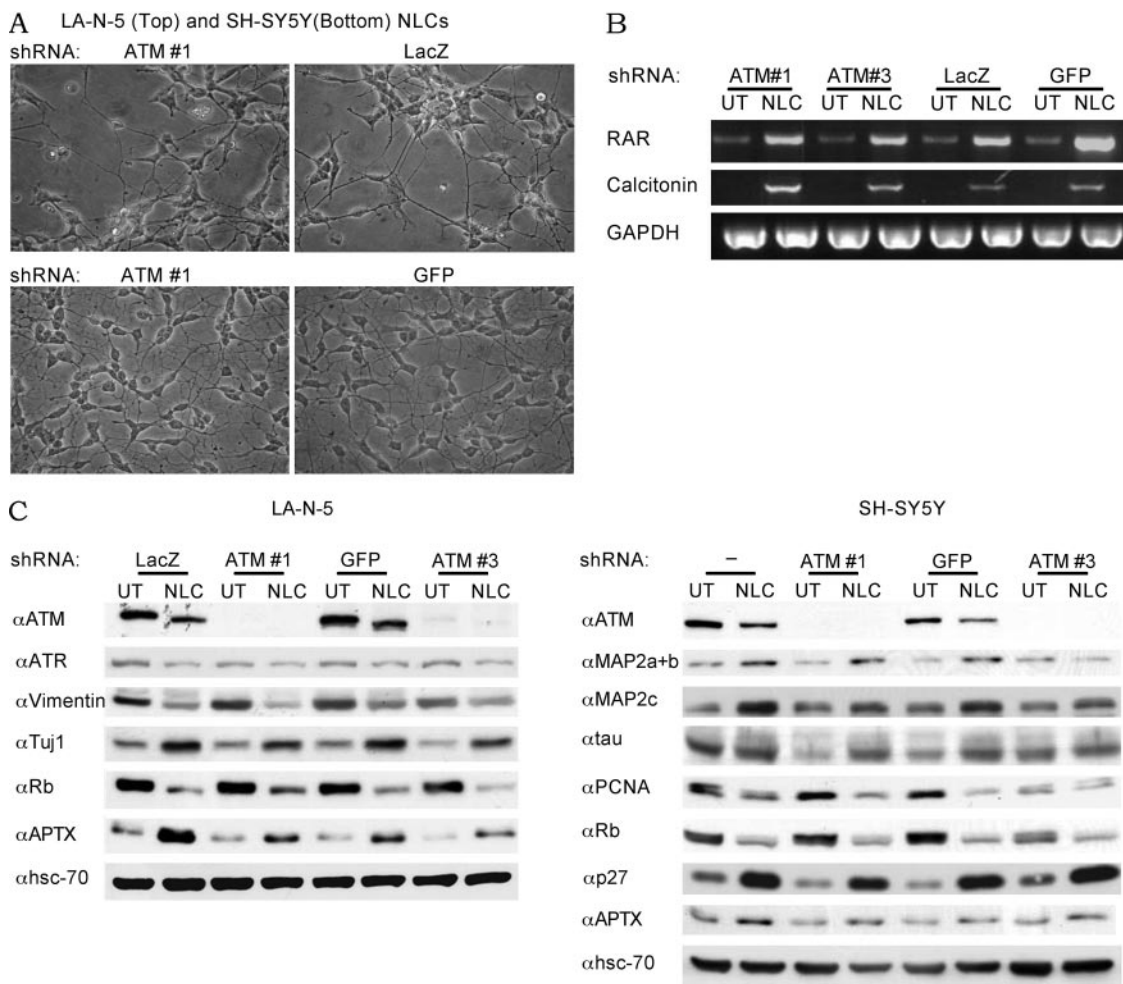 A LA-N-5 (Top) and SH-SY5Y(Bottom) NLCs
shRNA: ATM #1 LacZ
shRNA: ATM #1 GFP
B
shRNA: ATM#1 ATM#3 LacZ GFP
UT NLC UT NLC UT NLC UT NLC
RAR
Calcitonin
GAPDH
C LA-N-5
shRNA: LacZ ATM #1 GFP ATM #3
UT NLC UT NLC UT NLC UT NLC
αATM
αATR
αVimentin
αTuj1
αRb
αAPTX
αhsc-70
SH-SY5Y
shRNA: – ATM #1 GFP ATM #3
UT NLC UT NLC UT NLC UT NLC
αATM
αMAP2a+b
αMAP2c
αtau
αPCNA
αRb
αp27
αAPTX
αhsc-70